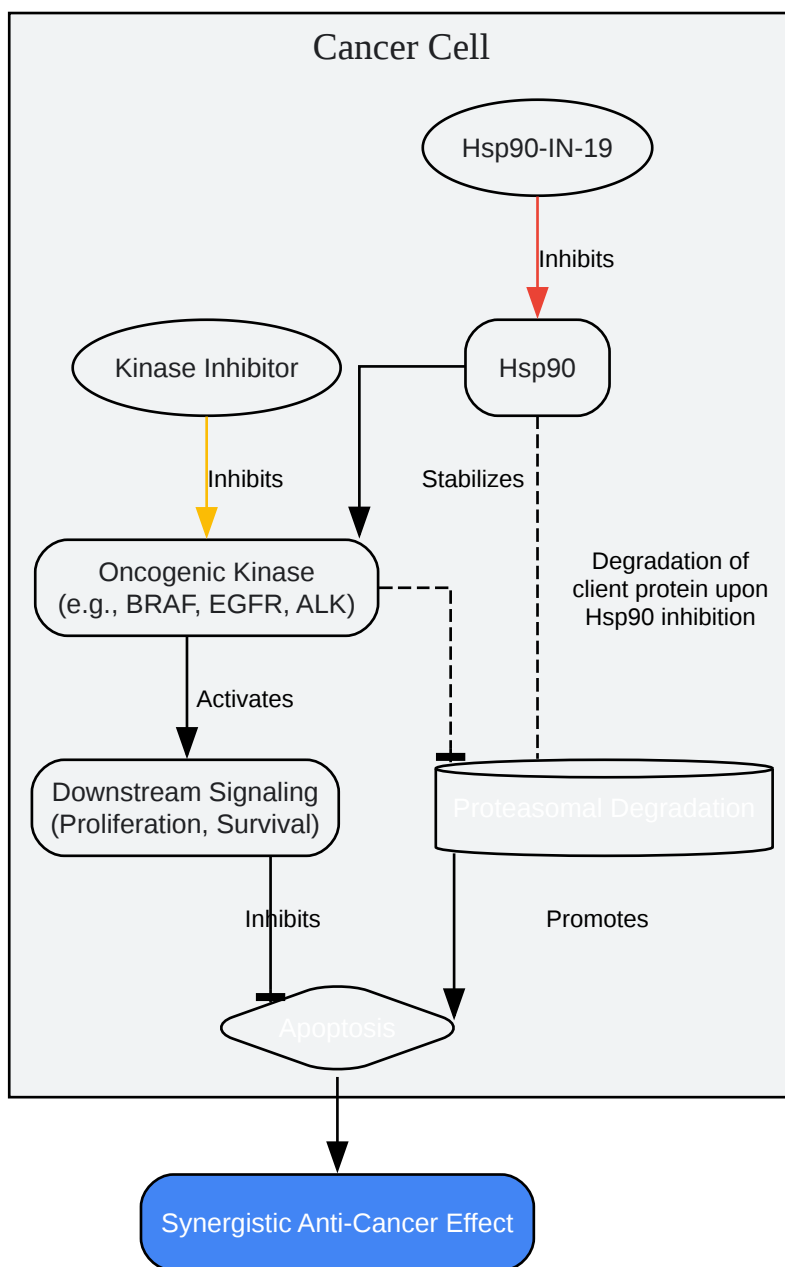 Cancer Cell
Hsp90-IN-19
Inhibits
Kinase Inhibitor
Hsp90
Inhibits
Stabilizes
Oncogenic Kinase
(e.g., BRAF, EGFR, ALK)
Degradation of
client protein upon
Hsp90 inhibition
Activates
Downstream Signaling
(Proliferation, Survival)
Proteasomal Degradation
Inhibits
Promotes
Apoptosis
Synergistic Anti-Cancer Effect